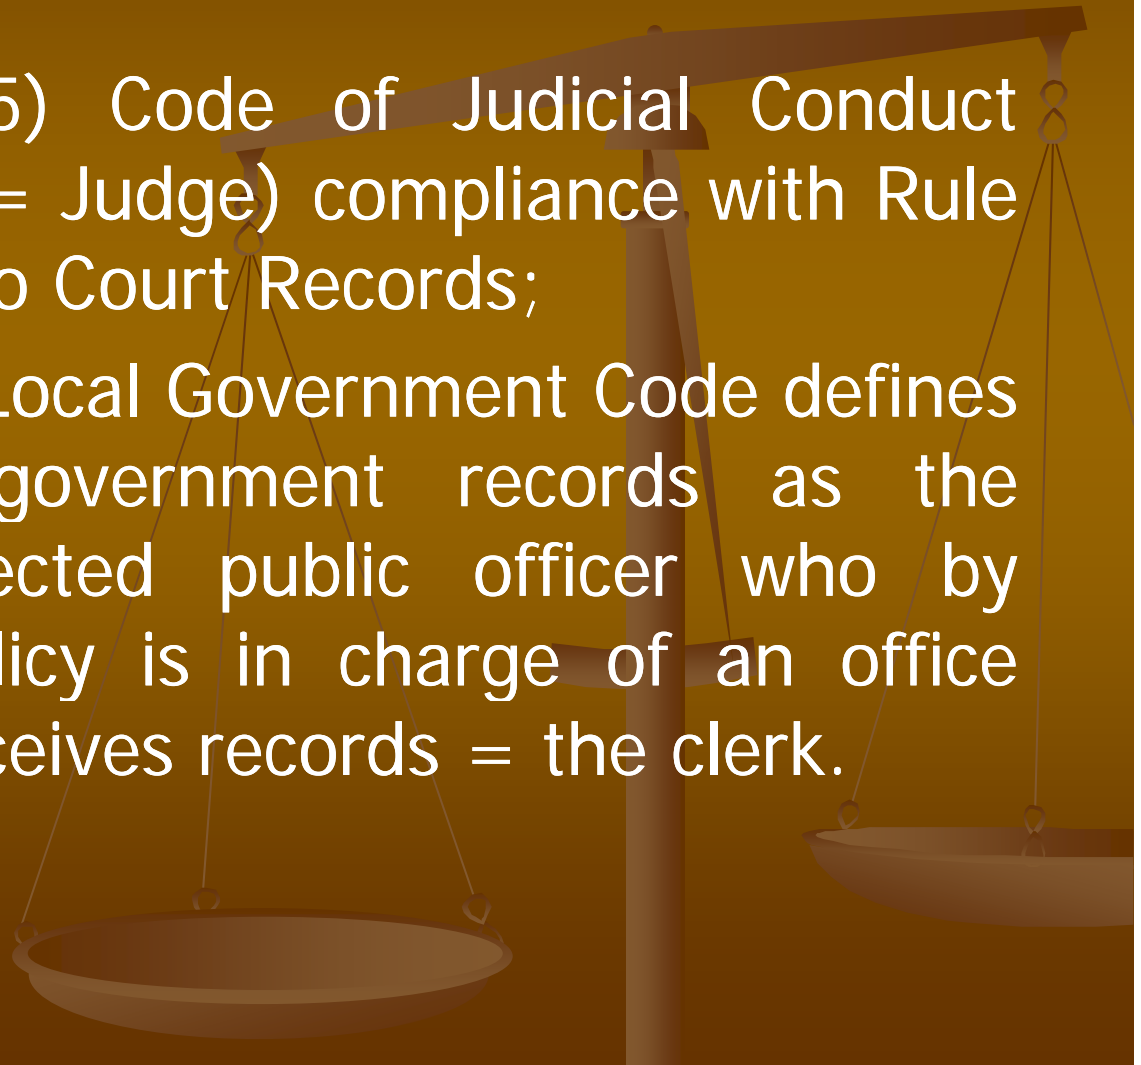 5) Code of Judicial Conduct
= Judge) compliance with Rule
o Court Records;
Local Government Code defines
government records as the
ected public officer who by
licy is in charge of an office
ceives records = the clerk.